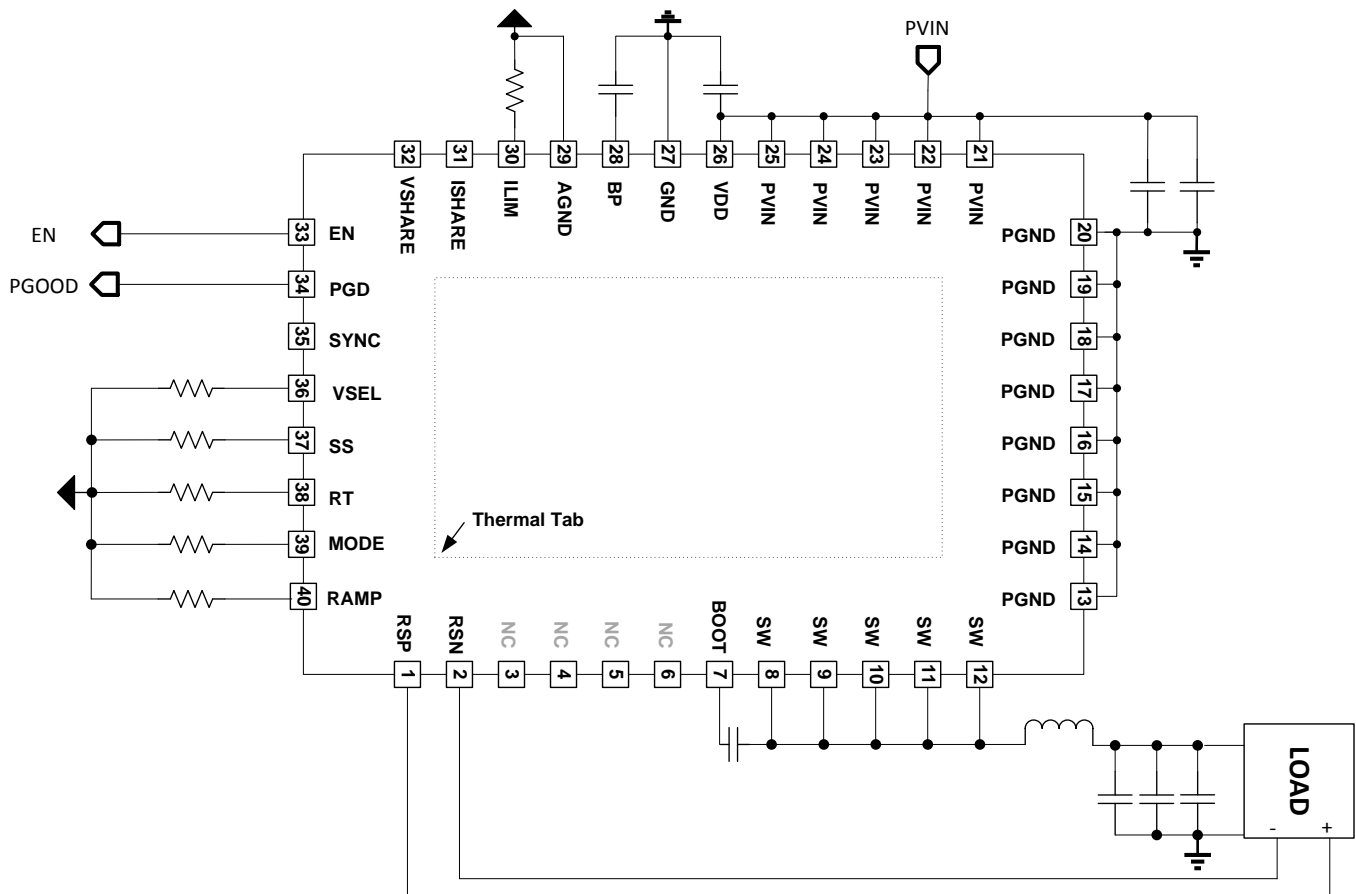 PVIN
32
31
30
29
28
27
26
25
24
23
22
21
VSHARE
ISHARE
ILIM
AGND
BP
GND
VDD
PVIN
PVIN
PVIN
PVIN
PVIN
EN
33
EN
PGND
20
PGOOD
34
PGD
PGND
19
35
SYNC
PGND
18
36
VSEL
PGND
17
37
SS
PGND
16
38
RT
PGND
15
Thermal Tab
39
MODE
PGND
14
40
RAMP
PGND
13
RSP
RSN
NC
NC
NC
NC
BOOT
SW
SW
SW
SW
SW
1
2
3
4
5
6
7
8
9
10
11
12
LOAD
- +